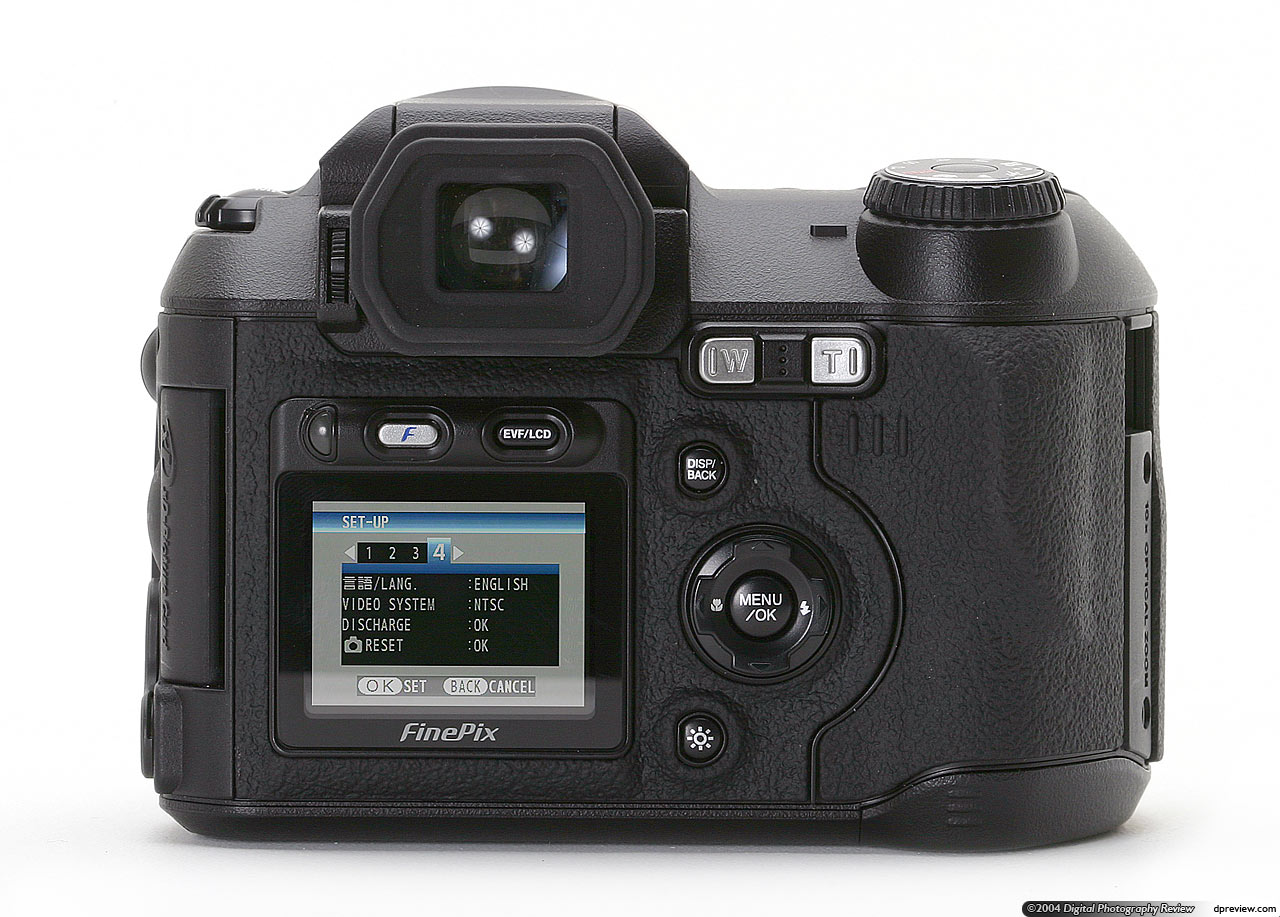 W T
F EVF/LCD
DISP/
BACK
SET-UP
1 2 3 4
言語/LANG. :ENGLISH
VIDEO SYSTEM :NTSC
DISCHARGE :OK
RESET :OK
OK SET BACK CANCEL
FinePix
MENU
/OK
10x OPTICAL ZOOM
©2004 Digital Photography Review dpreview.com